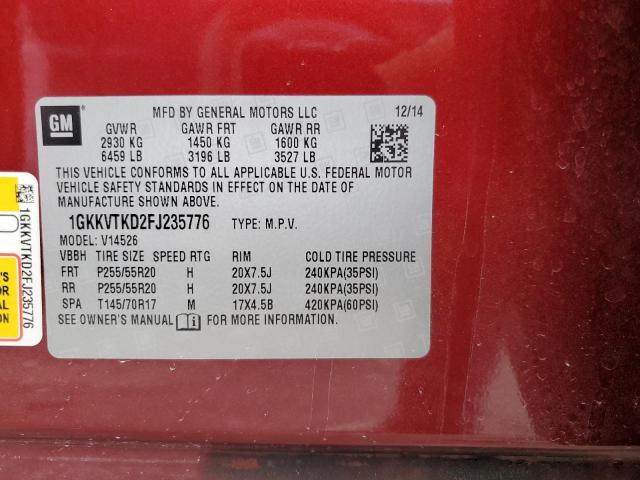 GM
MFD BY GENERAL MOTORS LLC 12/14
GVWR GAWR FRT GAWR RR
2930 KG 1450 KG 1600 KG
6459 LB 3196 LB 3527 LB
THIS VEHICLE CONFORMS TO ALL APPLICABLE U.S. FEDERAL MOTOR
VEHICLE SAFETY STANDARDS IN EFFECT ON THE DATE OF
MANUFACTURE SHOWN ABOVE.
1GKKVTKD2FJ235776 TYPE: M.P.V.
MODEL: V14526
VBBH TIRE SIZE SPEED RTG RIM COLD TIRE PRESSURE
FRT P255/55R20 H 20X7.5J 240KPA(35PSI)
RR P255/55R20 H 20X7.5J 240KPA(35PSI)
SPA T145/70R17 M 17X4.5B 420KPA(60PSI)
SEE OWNER'S MANUAL FOR MORE INFORMATION.
1GKKVTKD2FJ235776